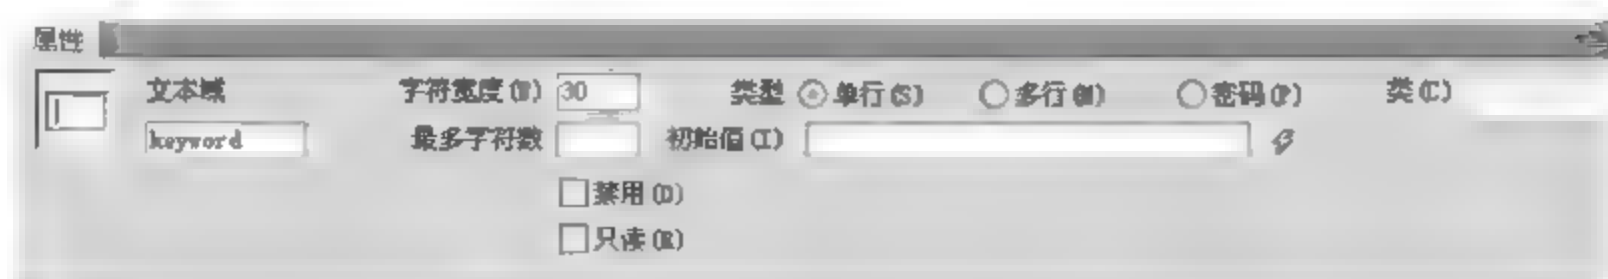 属性
文本域 字符宽度(W) 30 类型 单行(S) 多行(M) 密码(P) 类(C)
keyword 最多字符数 初始值(I)
禁用(D)
只读(R)